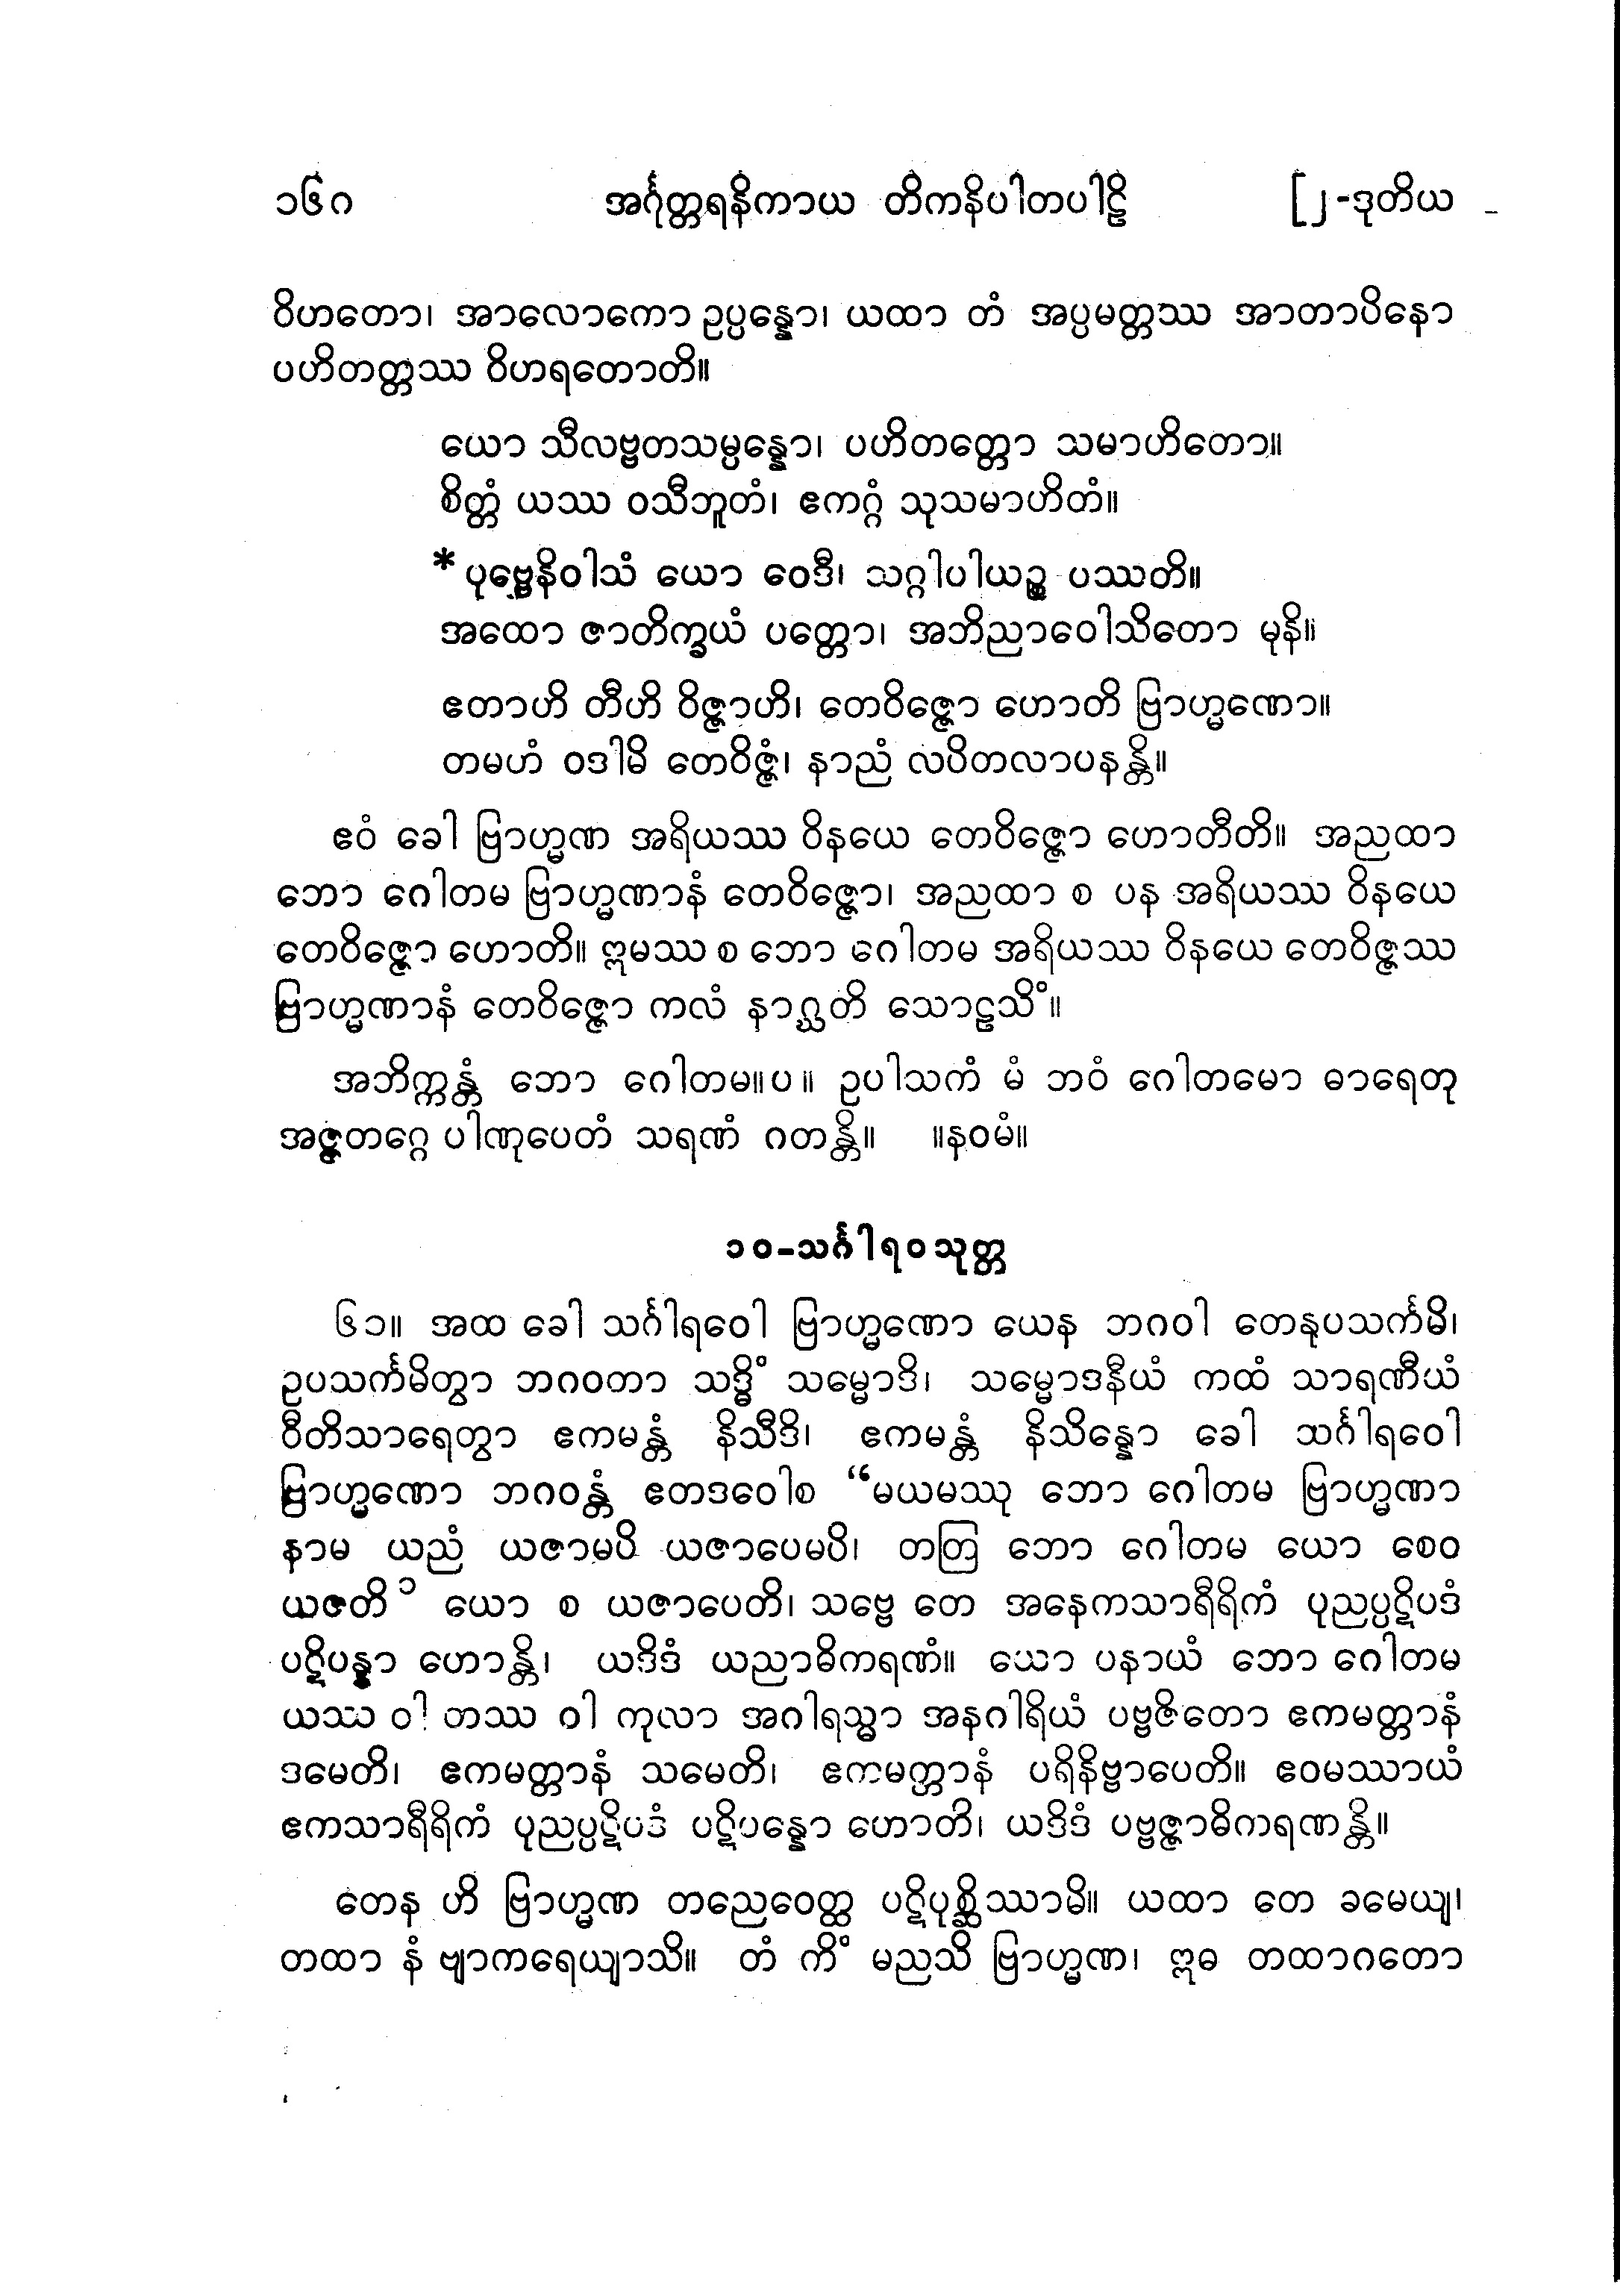 ၁၆ဂ အင်္ဂုတ္တရနိကာယ တိကနိပါတပါဠိ [၂-ဒုတိယ
ဝိဟတော၊ အာလောကော ဥပ္ပန္နော၊ ယထာ တံ အပ္ပမတ္တဿ အာတာပိနော
ပဟိတတ္တဿ ဝိဟရတောတိ။
ယော သီလဗ္ဗတသမ္ပန္နော၊ ပဟိတတ္တော သမာဟိတော။
စိတ္တံ ယဿ ဝသီဘူတံ၊ ဧကဂ္ဂံ သုသမာဟိတံ။
*ပုဗ္ဗေနိဝါသံ ယော ဝေဒီ၊ သဂ္ဂါပါယဉ္စ ပဿတိ။
အထော ဇာတိက္ခယံ ပတ္တော၊ အဘိညာဝေါသိတော မုနိ။
ဧတာဟိ တီဟိ ဝိဇ္ဇာဟိ၊ တေဝိဇ္ဇော ဟောတိ ဗြာဟ္မဏော။
တမဟံ ဝဒါမိ တေဝိဇ္ဇံ၊ နာညံ လပိတလာပနန္တိ။
ဧဝံ ခေါ ဗြာဟ္မဏ အရိယဿ ဝိနယေ တေဝိဇ္ဇော ဟောတီတိ။ အညထာ
ဘော ဂေါတမ ဗြာဟ္မဏာနံ တေဝိဇ္ဇော၊ အညထာ စ ပန အရိယဿ ဝိနယေ
တေဝိဇ္ဇော ဟောတိ။ ဣမဿ စ ဘော ဂေါတမ အရိယဿ ဝိနယေ တေဝိဇ္ဇဿ
ဗြာဟ္မဏာနံ တေဝိဇ္ဇော ကလံ နာဂ္ဃတိ သောဠသိံ။
အဘိက္ကန္တံ ဘော ဂေါတမ။ပ။ ဥပါသကံ မံ ဘဝံ ဂေါတမော ဓာရေတု
အဇ္ဇတဂ္ဂေ ပါဏုပေတံ သရဏံ ဂတန္တိ။ ။နဝမံ။
၁၀-သင်္ဂါရဝသုတ္တ
၆၁။ အထ ခေါ သင်္ဂါရဝေါ ဗြာဟ္မဏော ယေန ဘဂဝါ တေနုပသင်္ကမိ၊
ဥပသင်္ကမိတွာ ဘဂဝတာ သဒ္ဓိံ သမ္မောဒိ၊ သမ္မောဒနီယံ ကထံ သာရဏီယံ
ဝီတိသာရေတွာ ဧကမန္တံ နိသီဒိ၊ ဧကမန္တံ နိသိန္နော ခေါ သင်္ဂါရဝေါ
ဗြာဟ္မဏော ဘဂဝန္တံ ဧတဒဝေါစ “မယမဿု ဘော ဂေါတမ ဗြာဟ္မဏာ
နာမ ယညံ ယဇာမပိ ယဇာပေမပိ၊ တတြ ဘော ဂေါတမ ယော စေဝ
ယဇတိ ၁ ယော စ ယဇာပေတိ၊ သဗ္ဗေ တေ အနေကသာရီရိကံ ပုညပ္ပဋိပဒံ
ပဋိပန္နာ ဟောန္တိ၊ ယဒိဒံ ယညာဓိကရဏံ။ ယော ပနာယံ ဘော ဂေါတမ
ယဿ ဝါ တဿ ဝါ ကုလာ အဂါရသ္မာ အနဂါရိယံ ပဗ္ဗဇိတော ဧကမတ္တာနံ
ဒမေတိ၊ ဧကမတ္တာနံ သမေတိ၊ ဧကမတ္တာနံ ပရိနိဗ္ဗာပေတိ။ ဧဝမဿာယံ
ဧကသာရီရိကံ ပုညပ္ပဋိပဒံ ပဋိပန္နော ဟောတိ၊ ယဒိဒံ ပဗ္ဗဇ္ဇာဓိကရဏန္တိ။
တေန ဟိ ဗြာဟ္မဏ တညေဝေတ္ထ ပဋိပုစ္ဆိဿာမိ။ ယထာ တေ ခမေယျ၊
တထာ နံ ဗျာကရေယျာသိ။ တံ ကိံ မညသိ ဗြာဟ္မဏ၊ ဣဓ တထာဂတော